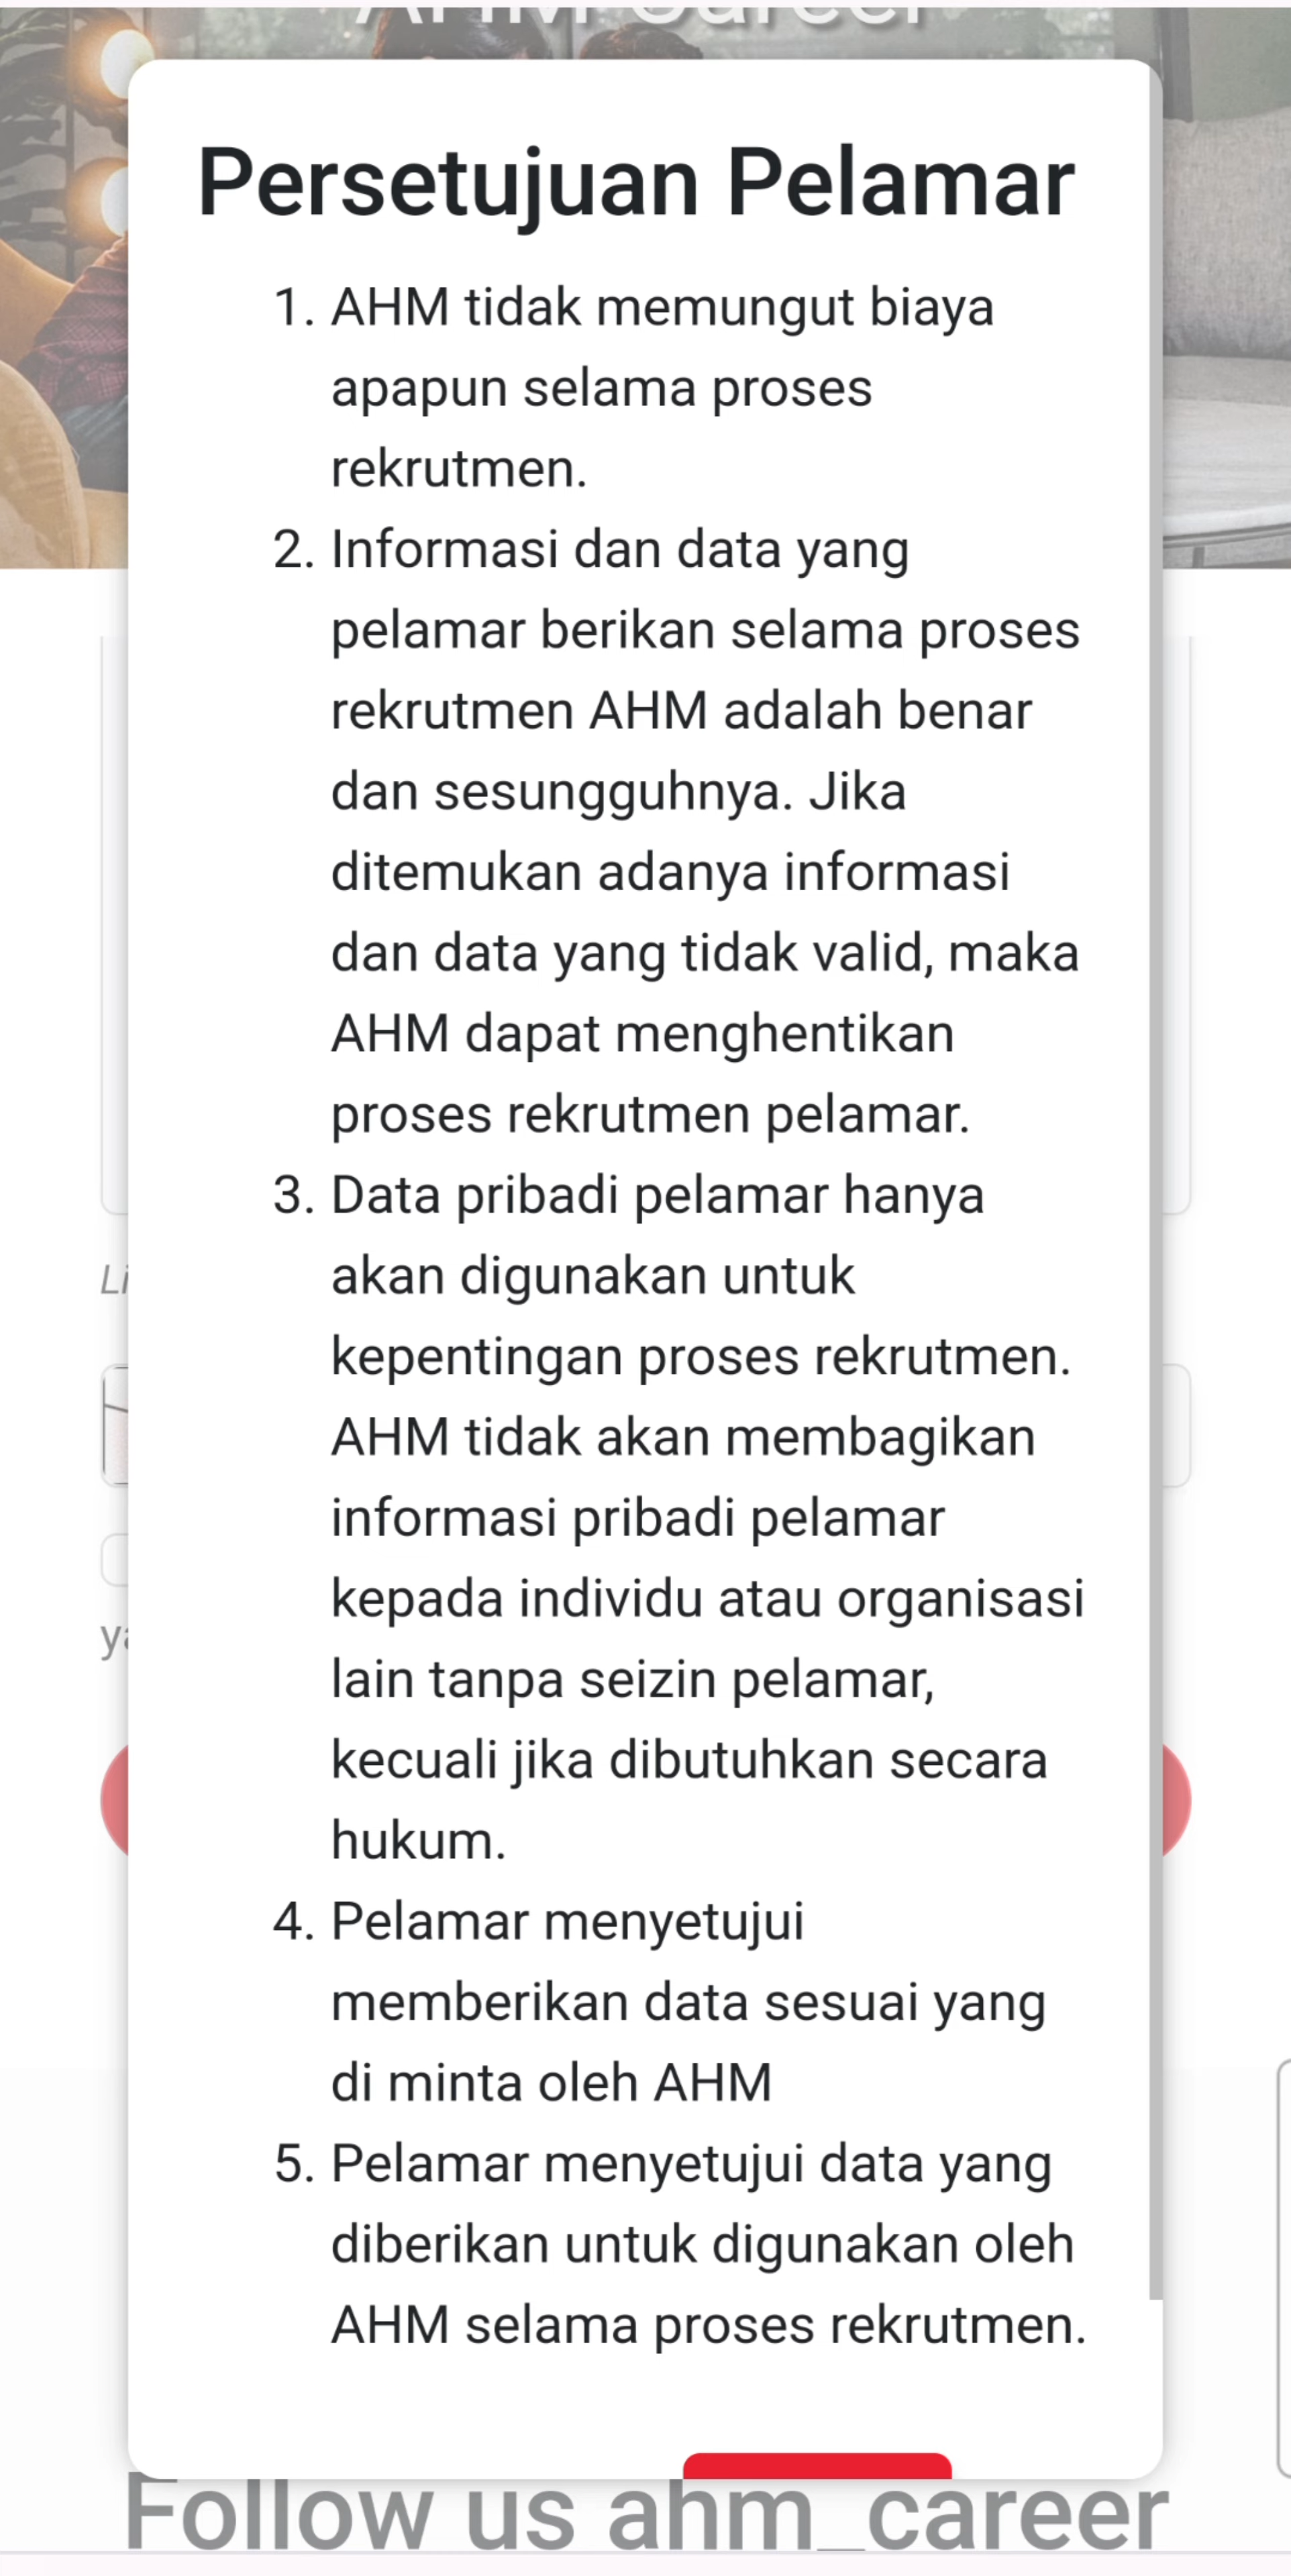 AHM Career
Persetujuan Pelamar
1. AHM tidak memungut biaya
apapun selama proses
rekrutmen.
2. Informasi dan data yang
pelamar berikan selama proses
rekrutmen AHM adalah benar
dan sesungguhnya. Jika
ditemukan adanya informasi
dan data yang tidak valid, maka
AHM dapat menghentikan
proses rekrutmen pelamar.
3. Data pribadi pelamar hanya
akan digunakan untuk
kepentingan proses rekrutmen.
AHM tidak akan membagikan
informasi pribadi pelamar
kepada individu atau organisasi
lain tanpa seizin pelamar,
kecuali jika dibutuhkan secara
hukum.
4. Pelamar menyetujui
memberikan data sesuai yang
di minta oleh AHM
5. Pelamar menyetujui data yang
diberikan untuk digunakan oleh
AHM selama proses rekrutmen.
Follow us ahm_career